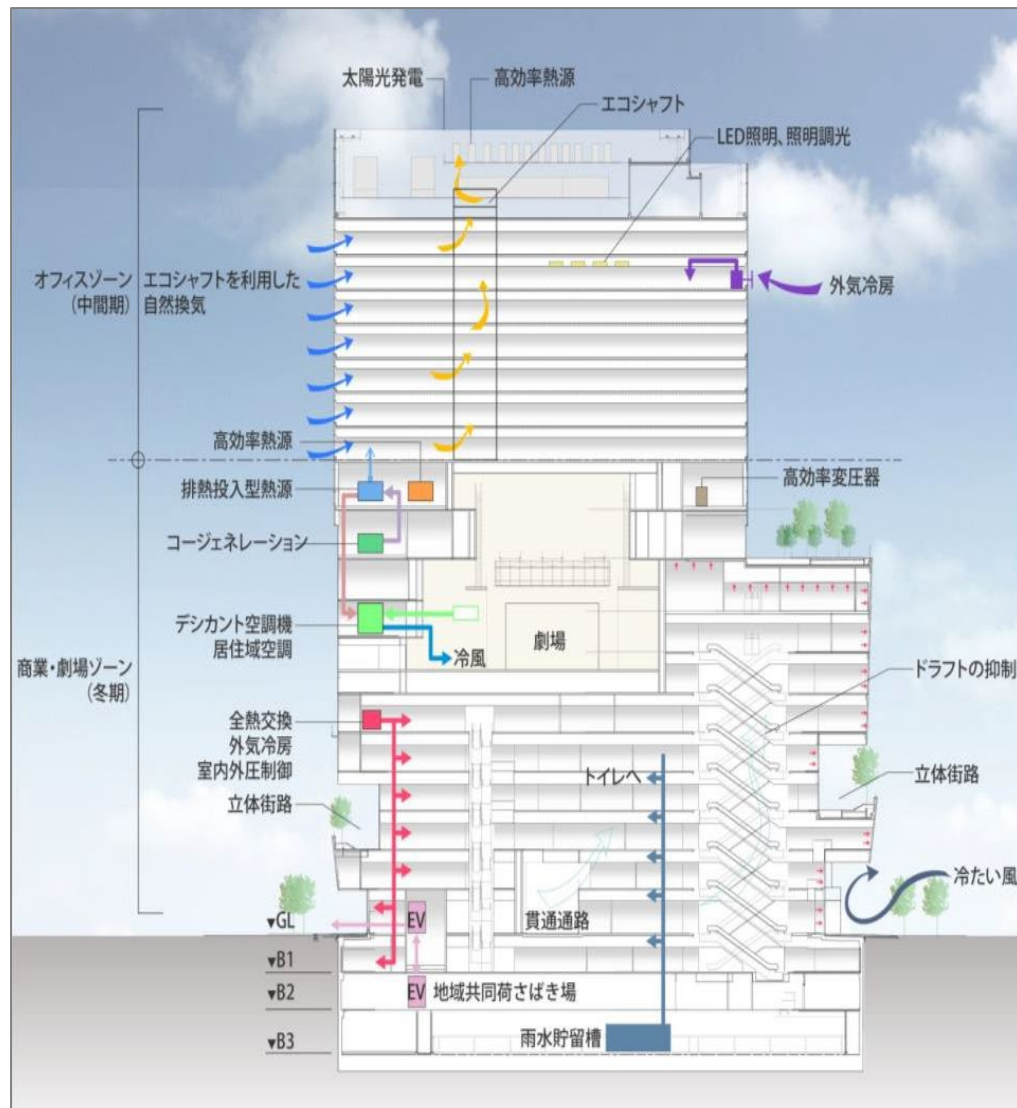 太陽光発電
高効率熱源
エコシャフト
LED照明、照明調光
オフィスゾーン
(中間期)
エコシャフトを利用した
自然換気
外気冷房
高効率熱源
排熱投入型熱源
高効率変圧器
コージェネレーション
デシカント空調機
居住域空調
冷風
劇場
商業・劇場ゾーン
(冬期)
ドラフトの抑制
全熱交換
外気冷房
室内外圧制御
トイレへ
立体街路
立体街路
冷たい風
▼GL
EV
貫通通路
▼B1
▼B2
EV
地域共同荷さばき場
▼B3
雨水貯留槽